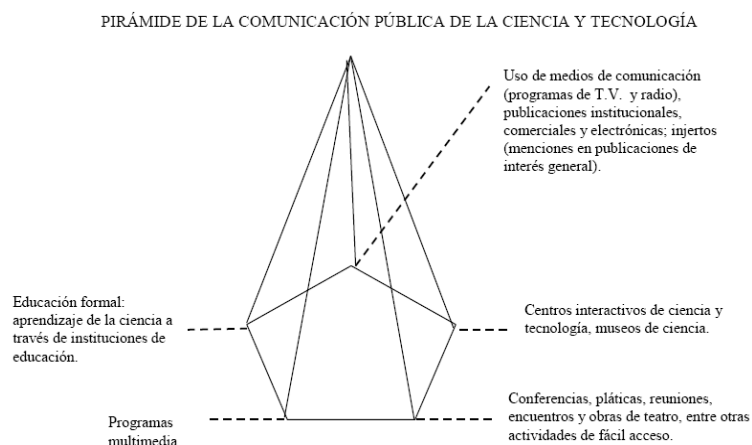 PIRÁMIDE DE LA COMUNICACIÓN PÚBLICA DE LA CIENCIA Y TECNOLOGÍA
Uso de medios de comunicación
(programas de T.V. y radio),
publicaciones institucionales,
comerciales y electrónicas; injertos
(menciones en publicaciones de
interés general).
Educación formal:
aprendizaje de la ciencia a
través de instituciones de
educación.
Centros interactivos de ciencia y
tecnología, museos de ciencia.
Programas
multimedia
Conferencias, pláticas, reuniones,
encuentros y obras de teatro, entre otras
actividades de fácil acceso.